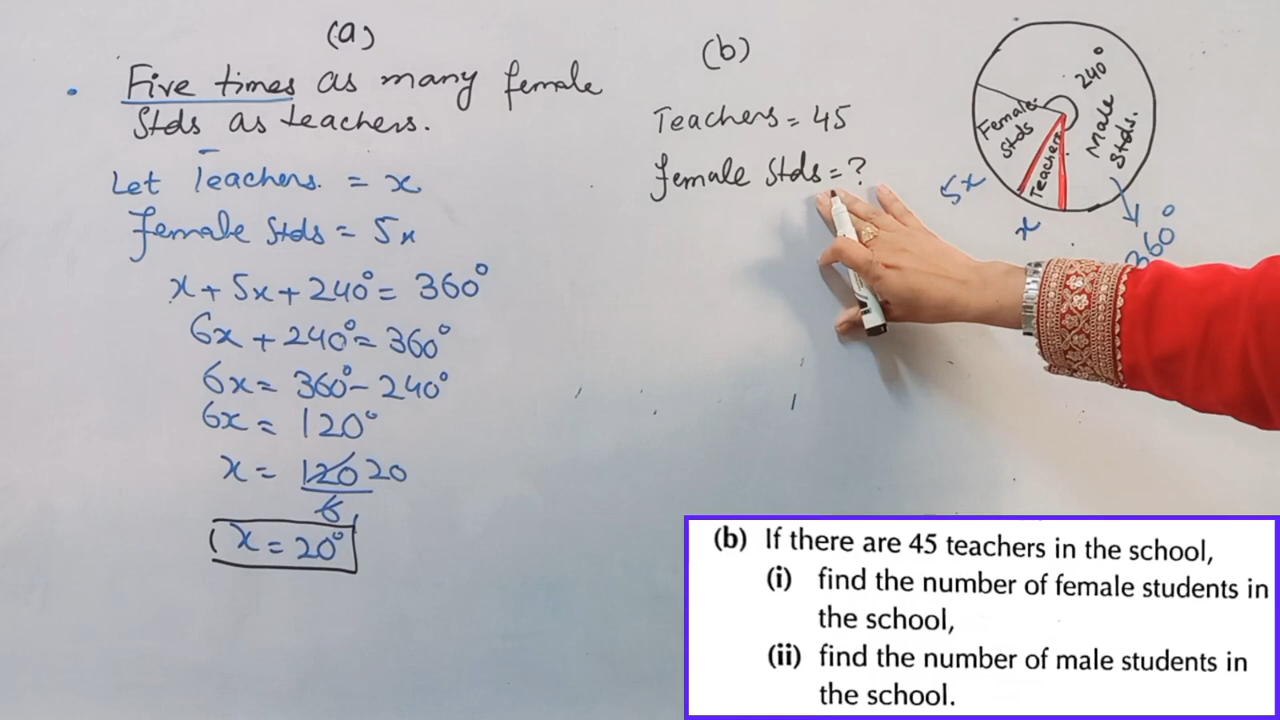 (a)
Five times as many female
Stds as teachers.
Let Teachers = x
female Stds = 5x
x + 5x + 240° = 360°
6x + 240° = 360°
6x = 360° - 240°
6x = 120°
x = 120 20
6
x = 20°
(b)
Teachers = 45
female Stds = ?
240°
Male
Stds.
Female
Stds
Teachers
5x
x
360°
(b) If there are 45 teachers in the school,
(i) find the number of female students in
the school,
(ii) find the number of male students in
the school.